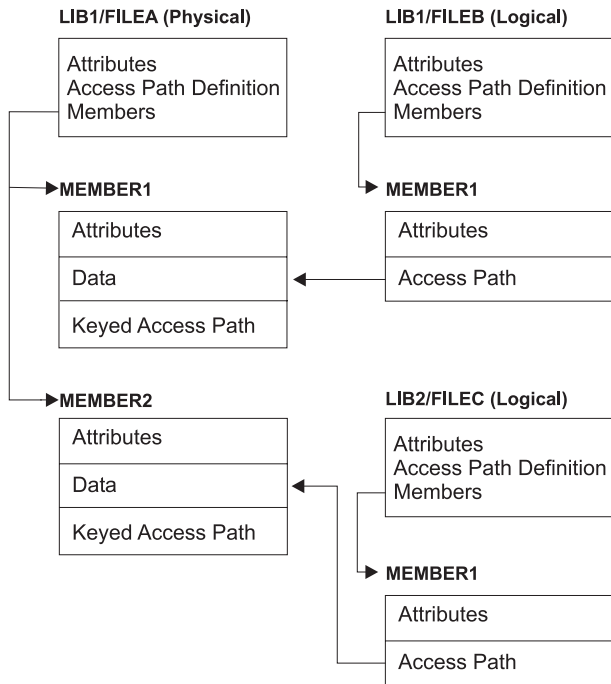 LIB1/FILEA (Physical)
Attributes
Access Path Definition
Members
MEMBER1
Attributes
Data
Keyed Access Path
MEMBER2
Attributes
Data
Keyed Access Path
LIB1/FILEB (Logical)
Attributes
Access Path Definition
Members
MEMBER1
Attributes
Access Path
LIB2/FILEC (Logical)
Attributes
Access Path Definition
Members
MEMBER1
Attributes
Access Path